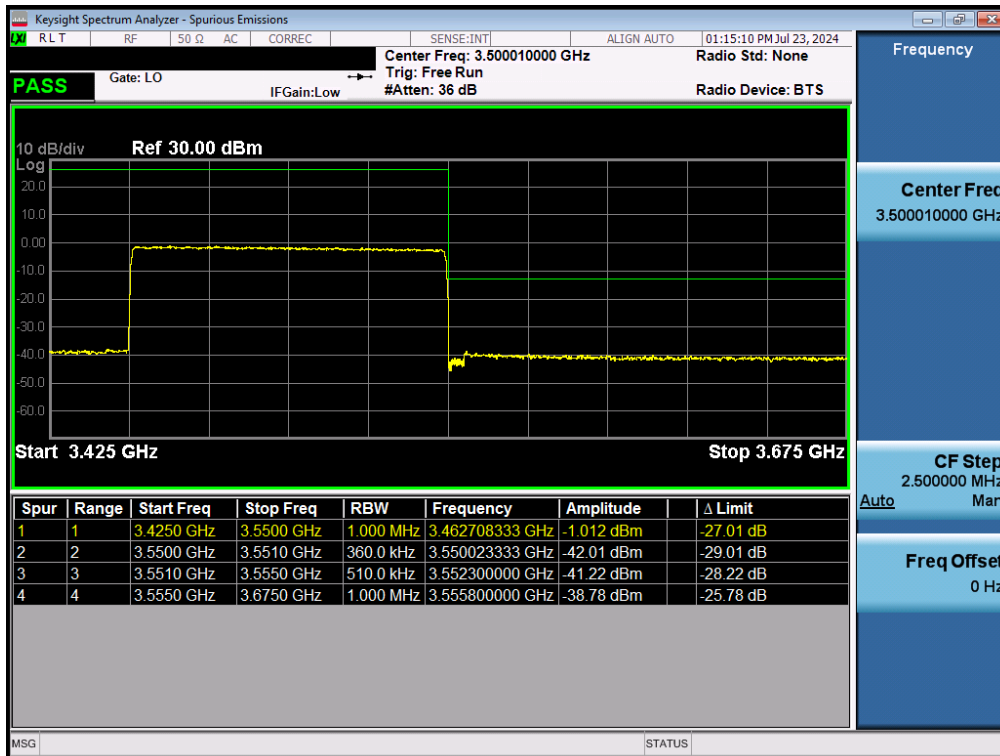 Keysight Spectrum Analyzer - Spurious Emissions
LXI RLT RF 50 Ω AC CORREC SENSE:INT ALIGN AUTO 01:15:10 PM Jul 23, 2024
Frequency
Center Freq: 3.500010000 GHz Radio Std: None
PASS Gate: LO Trig: Free Run
IFGain:Low #Atten: 36 dB Radio Device: BTS
10 dB/div Ref 30.00 dBm
Log
20.0
10.0
0.00
-10.0
-20.0
-30.0
-40.0
-50.0
-60.0
Start 3.425 GHz Stop 3.675 GHz
Spur Range Start Freq Stop Freq RBW Frequency Amplitude Δ Limit
1 1 3.4250 GHz 3.5500 GHz 1.000 MHz 3.462708333 GHz -1.012 dBm -27.01 dB
2 2 3.5500 GHz 3.5510 GHz 360.0 kHz 3.550023333 GHz -42.01 dBm -29.01 dB
3 3 3.5510 GHz 3.5550 GHz 510.0 kHz 3.552300000 GHz -41.22 dBm -28.22 dB
4 4 3.5550 GHz 3.6750 GHz 1.000 MHz 3.555800000 GHz -38.78 dBm -25.78 dB
Center Freq
3.500010000 GHz
CF Step
2.500000 MHz
Auto Man
Freq Offset
0 Hz
MSG STATUS